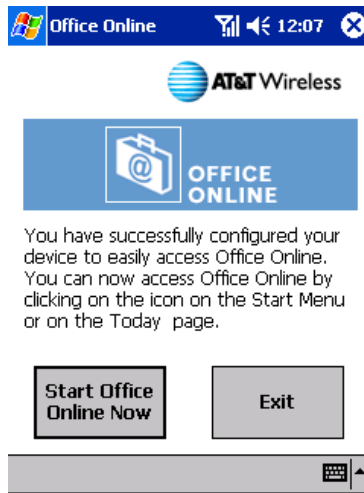 Office Online 12:07
AT&T Wireless
@
OFFICE
ONLINE
You have successfully configured your
device to easily access Office Online.
You can now access Office Online by
clicking on the icon on the Start Menu
or on the Today page.
Start Office
Online Now
Exit